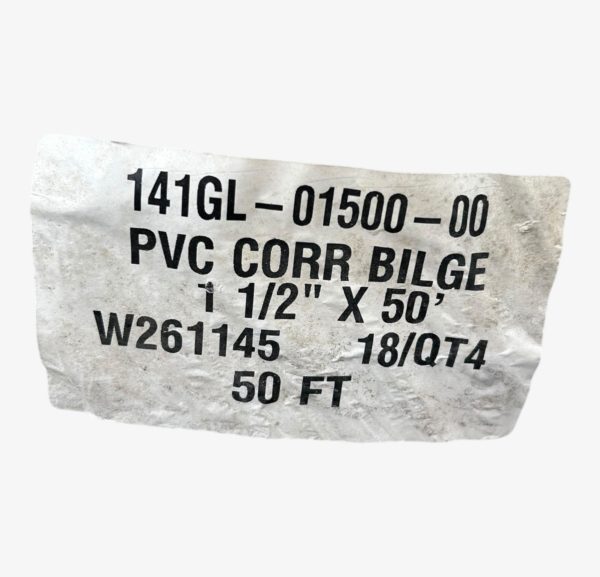 141GL-01500-00
PVC CORR BILGE
1 1/2" X 50'
W261145 18/QT4
50 FT